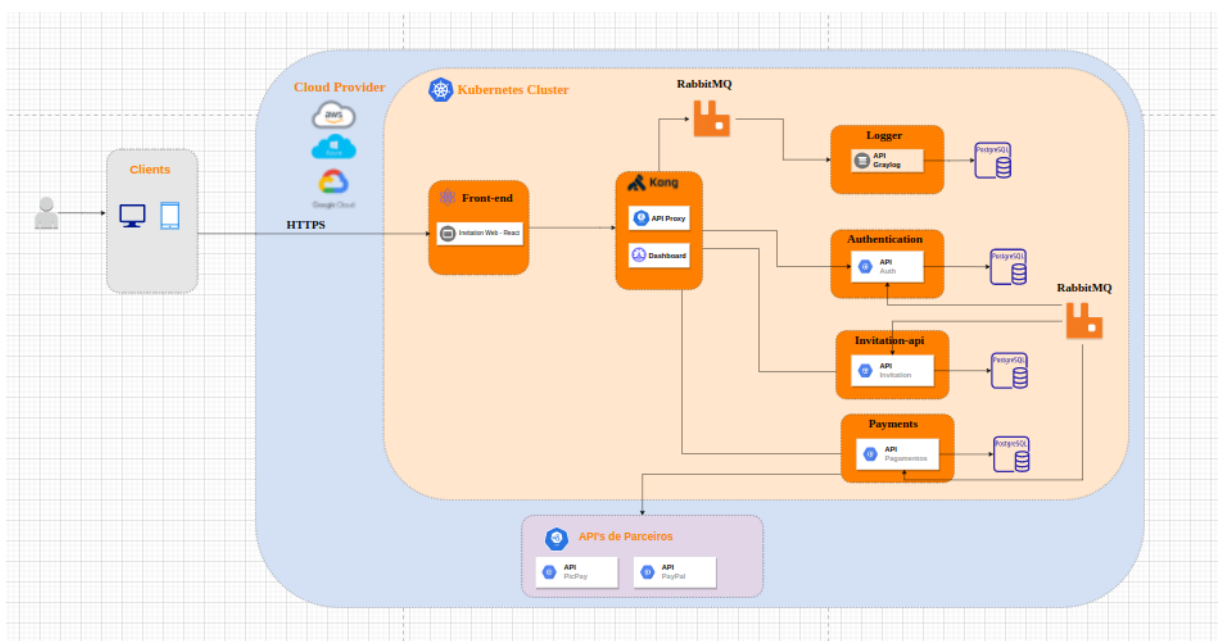 RabbitMQ
Cloud Provider
Kubernetes Cluster
aws
Azure
Google Cloud
Clients
HTTPS
Front-end
Invitation Web - React
Kong
API Proxy
Dashboard
Logger
API
Graylog
PostgreSQL
Authentication
API
Auth
PostgreSQL
RabbitMQ
Invitation-api
API
Invitation
PostgreSQL
Payments
API
Pagamentos
PostgreSQL
API's de Parceiros
API
PicPay
API
PayPal